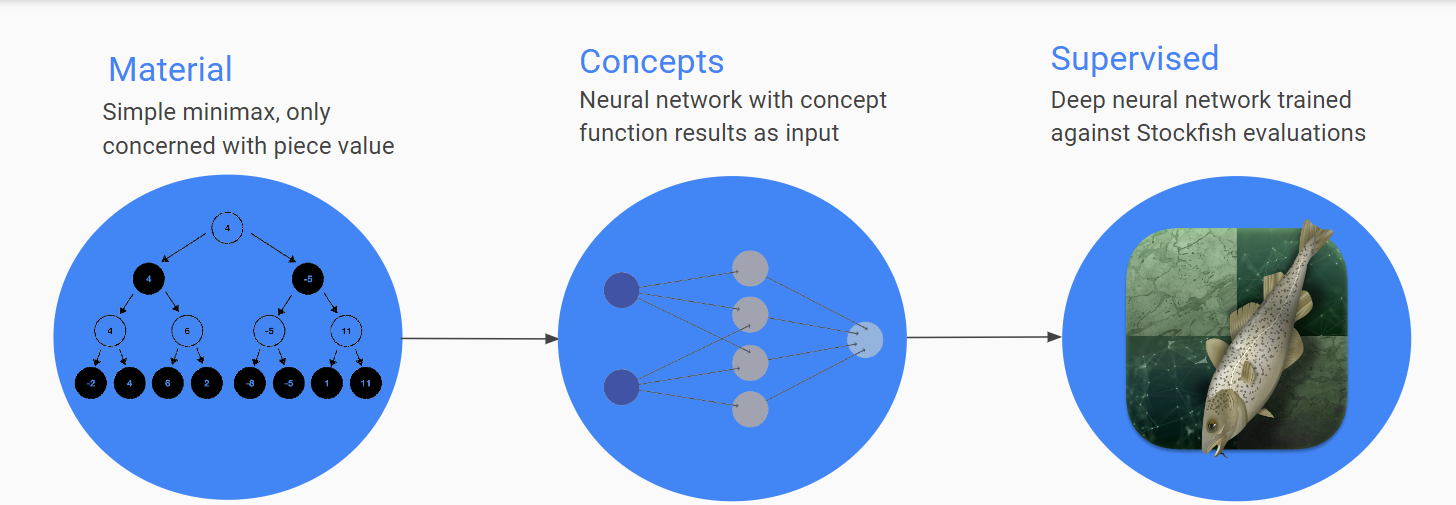 Material
Simple minimax, only
concerned with piece value
Concepts
Neural network with concept
function results as input
Supervised
Deep neural network trained
against Stockfish evaluations
4
4 -5
4 6 -5 11
-2 4 6 2 -8 -5 1 11